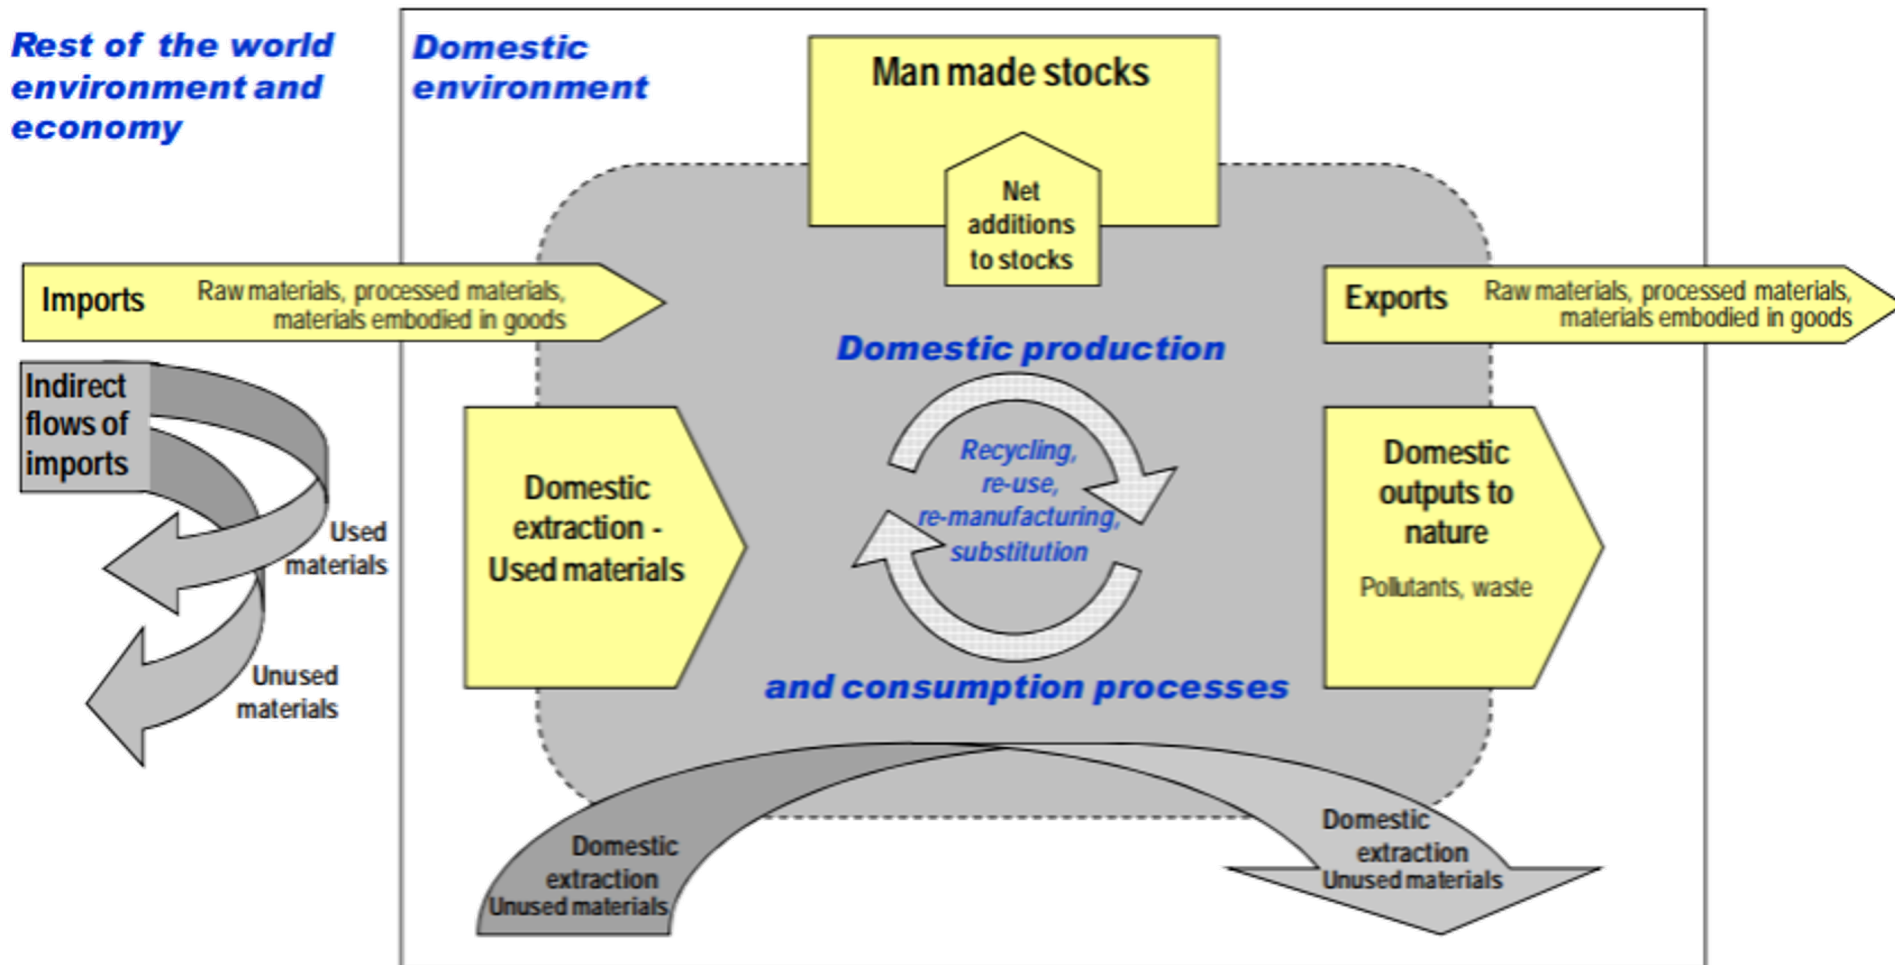 Rest of the world
environment and
economy
Domestic
environment
Man made stocks
Net
additions
to stocks
Imports
Raw materials, processed materials,
materials embodied in goods
Exports
Raw materials, processed materials,
materials embodied in goods
Indirect
flows of
imports
Used
materials
Unused
materials
Domestic production
Recycling,
re-use,
re-manufacturing,
substitution
and consumption processes
Domestic
extraction -
Used materials
Domestic
outputs to
nature
Pollutants, waste
Domestic
extraction
Unused materials
Domestic
extraction
Unused materials